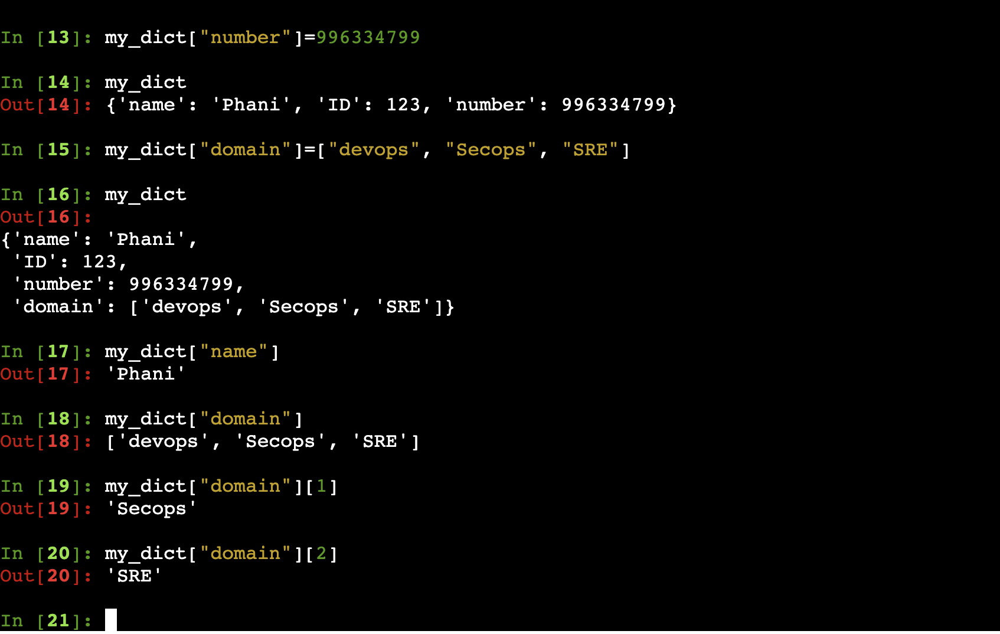 In [13]: my_dict["number"]=996334799
In [14]: my_dict
Out[14]: {'name': 'Phani', 'ID': 123, 'number': 996334799}
In [15]: my_dict["domain"]=["devops", "Secops", "SRE"]
In [16]: my_dict
Out[16]:
{'name': 'Phani',
 'ID': 123,
 'number': 996334799,
 'domain': ['devops', 'Secops', 'SRE']}
In [17]: my_dict["name"]
Out[17]: 'Phani'
In [18]: my_dict["domain"]
Out[18]: ['devops', 'Secops', 'SRE']
In [19]: my_dict["domain"][1]
Out[19]: 'Secops'
In [20]: my_dict["domain"][2]
Out[20]: 'SRE'
In [21]: